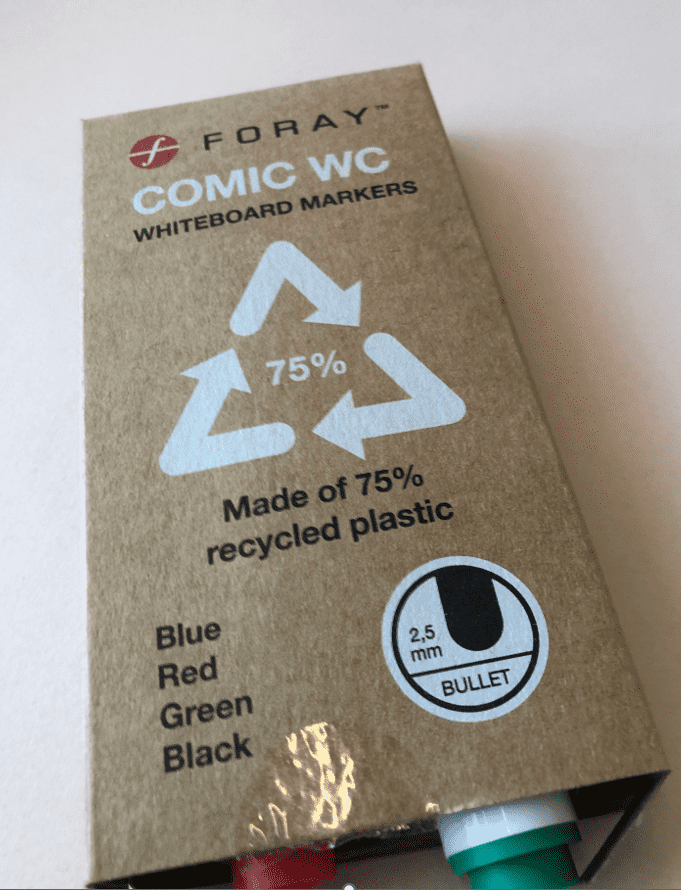 FORAY™
COMIC WC
WHITEBOARD MARKERS
75%
Made of 75%
recycled plastic
Blue
Red
Green
Black
2,5
mm
BULLET